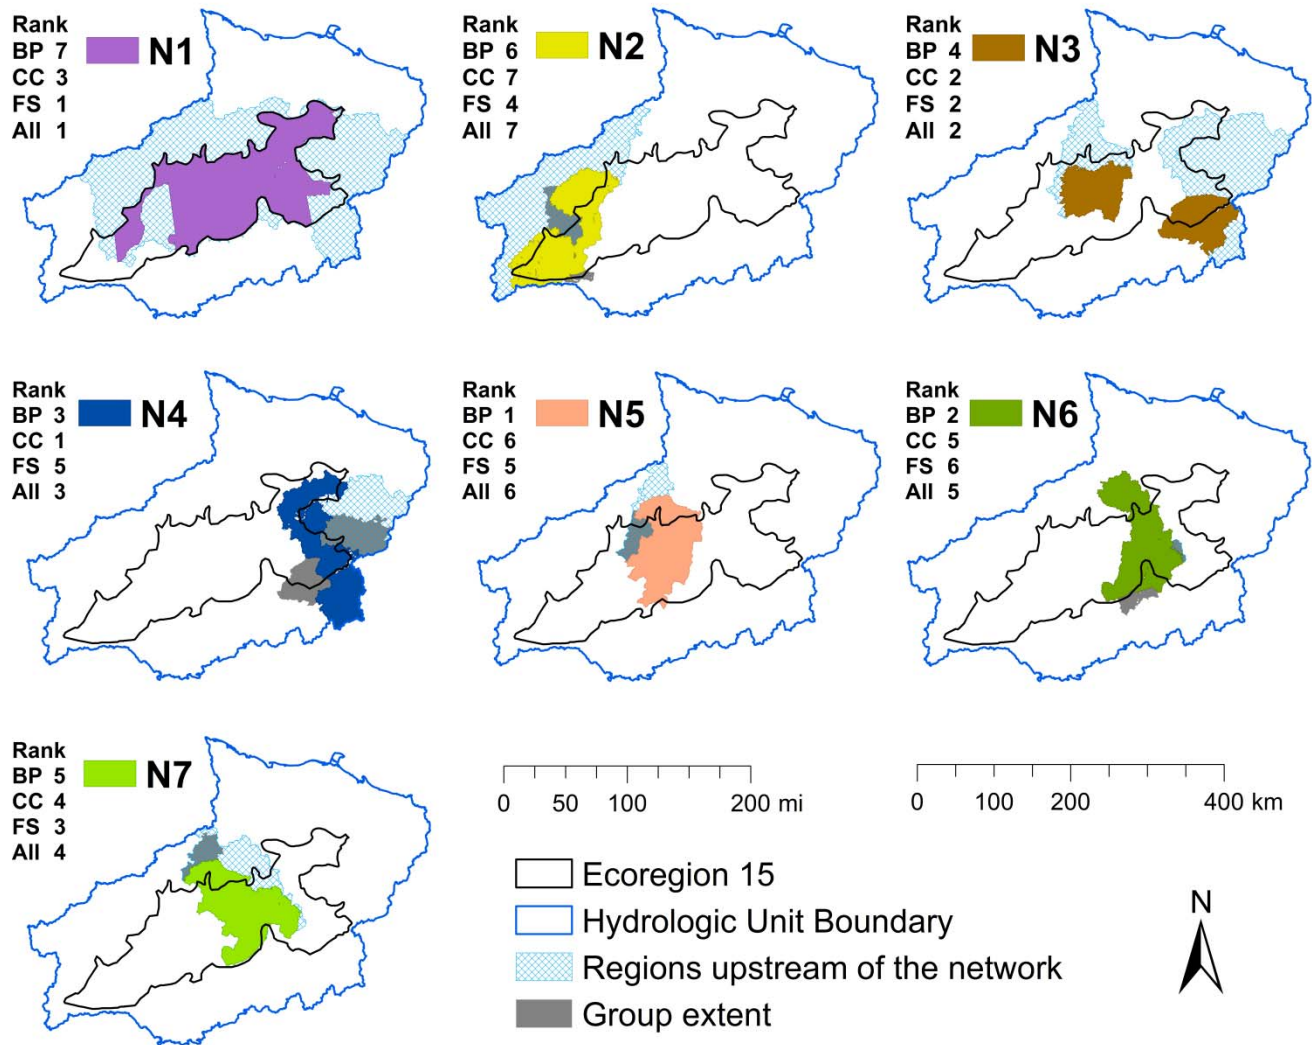 Rank
BP 7
CC 3
FS 1
All 1
N1
Rank
BP 6
CC 7
FS 4
All 7
N2
Rank
BP 4
CC 2
FS 2
All 2
N3
Rank
BP 3
CC 1
FS 5
All 3
N4
Rank
BP 1
CC 6
FS 5
All 6
N5
Rank
BP 2
CC 5
FS 6
All 5
N6
Rank
BP 5
CC 4
FS 3
All 4
N7
0 50 100 200 mi
0 100 200 400 km
Ecoregion 15
Hydrologic Unit Boundary
Regions upstream of the network
Group extent
N